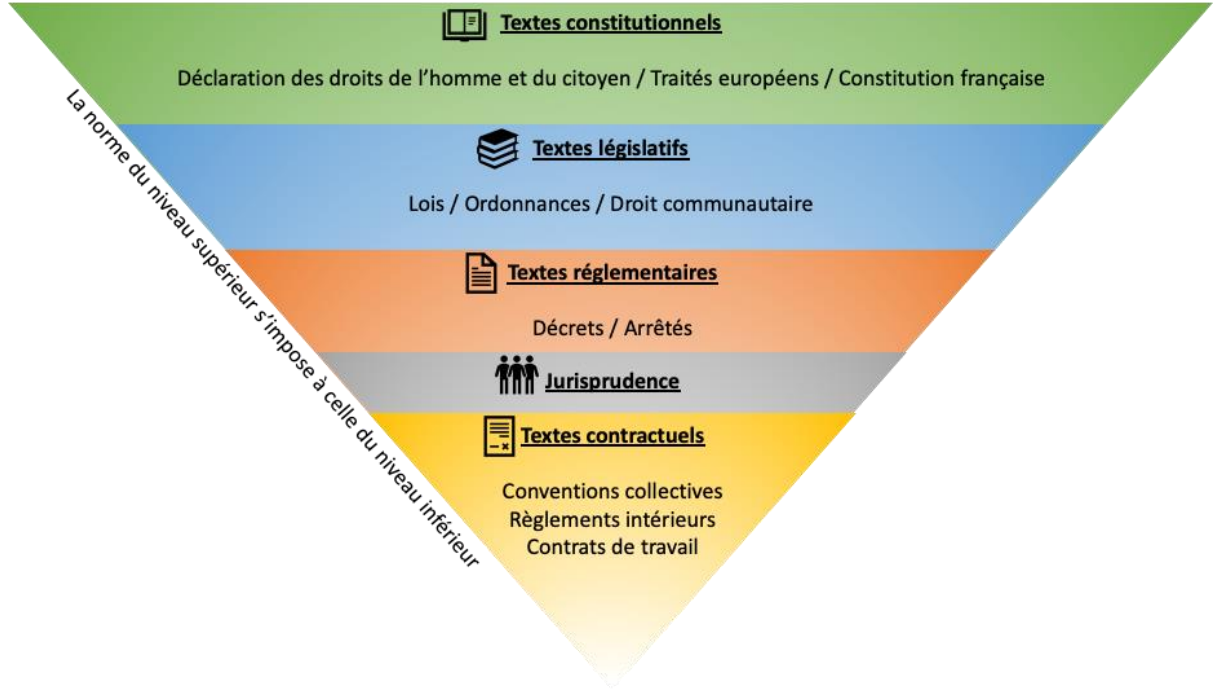 Textes constitutionnels
Déclaration des droits de l'homme et du citoyen / Traités européens / Constitution française
La norme du niveau supérieur s'impose à celle du niveau inférieur
Textes législatifs
Lois / Ordonnances / Droit communautaire
Textes réglementaires
Décrets / Arrêtés
Jurisprudence
Textes contractuels
Conventions collectives
Règlements intérieurs
Contrats de travail